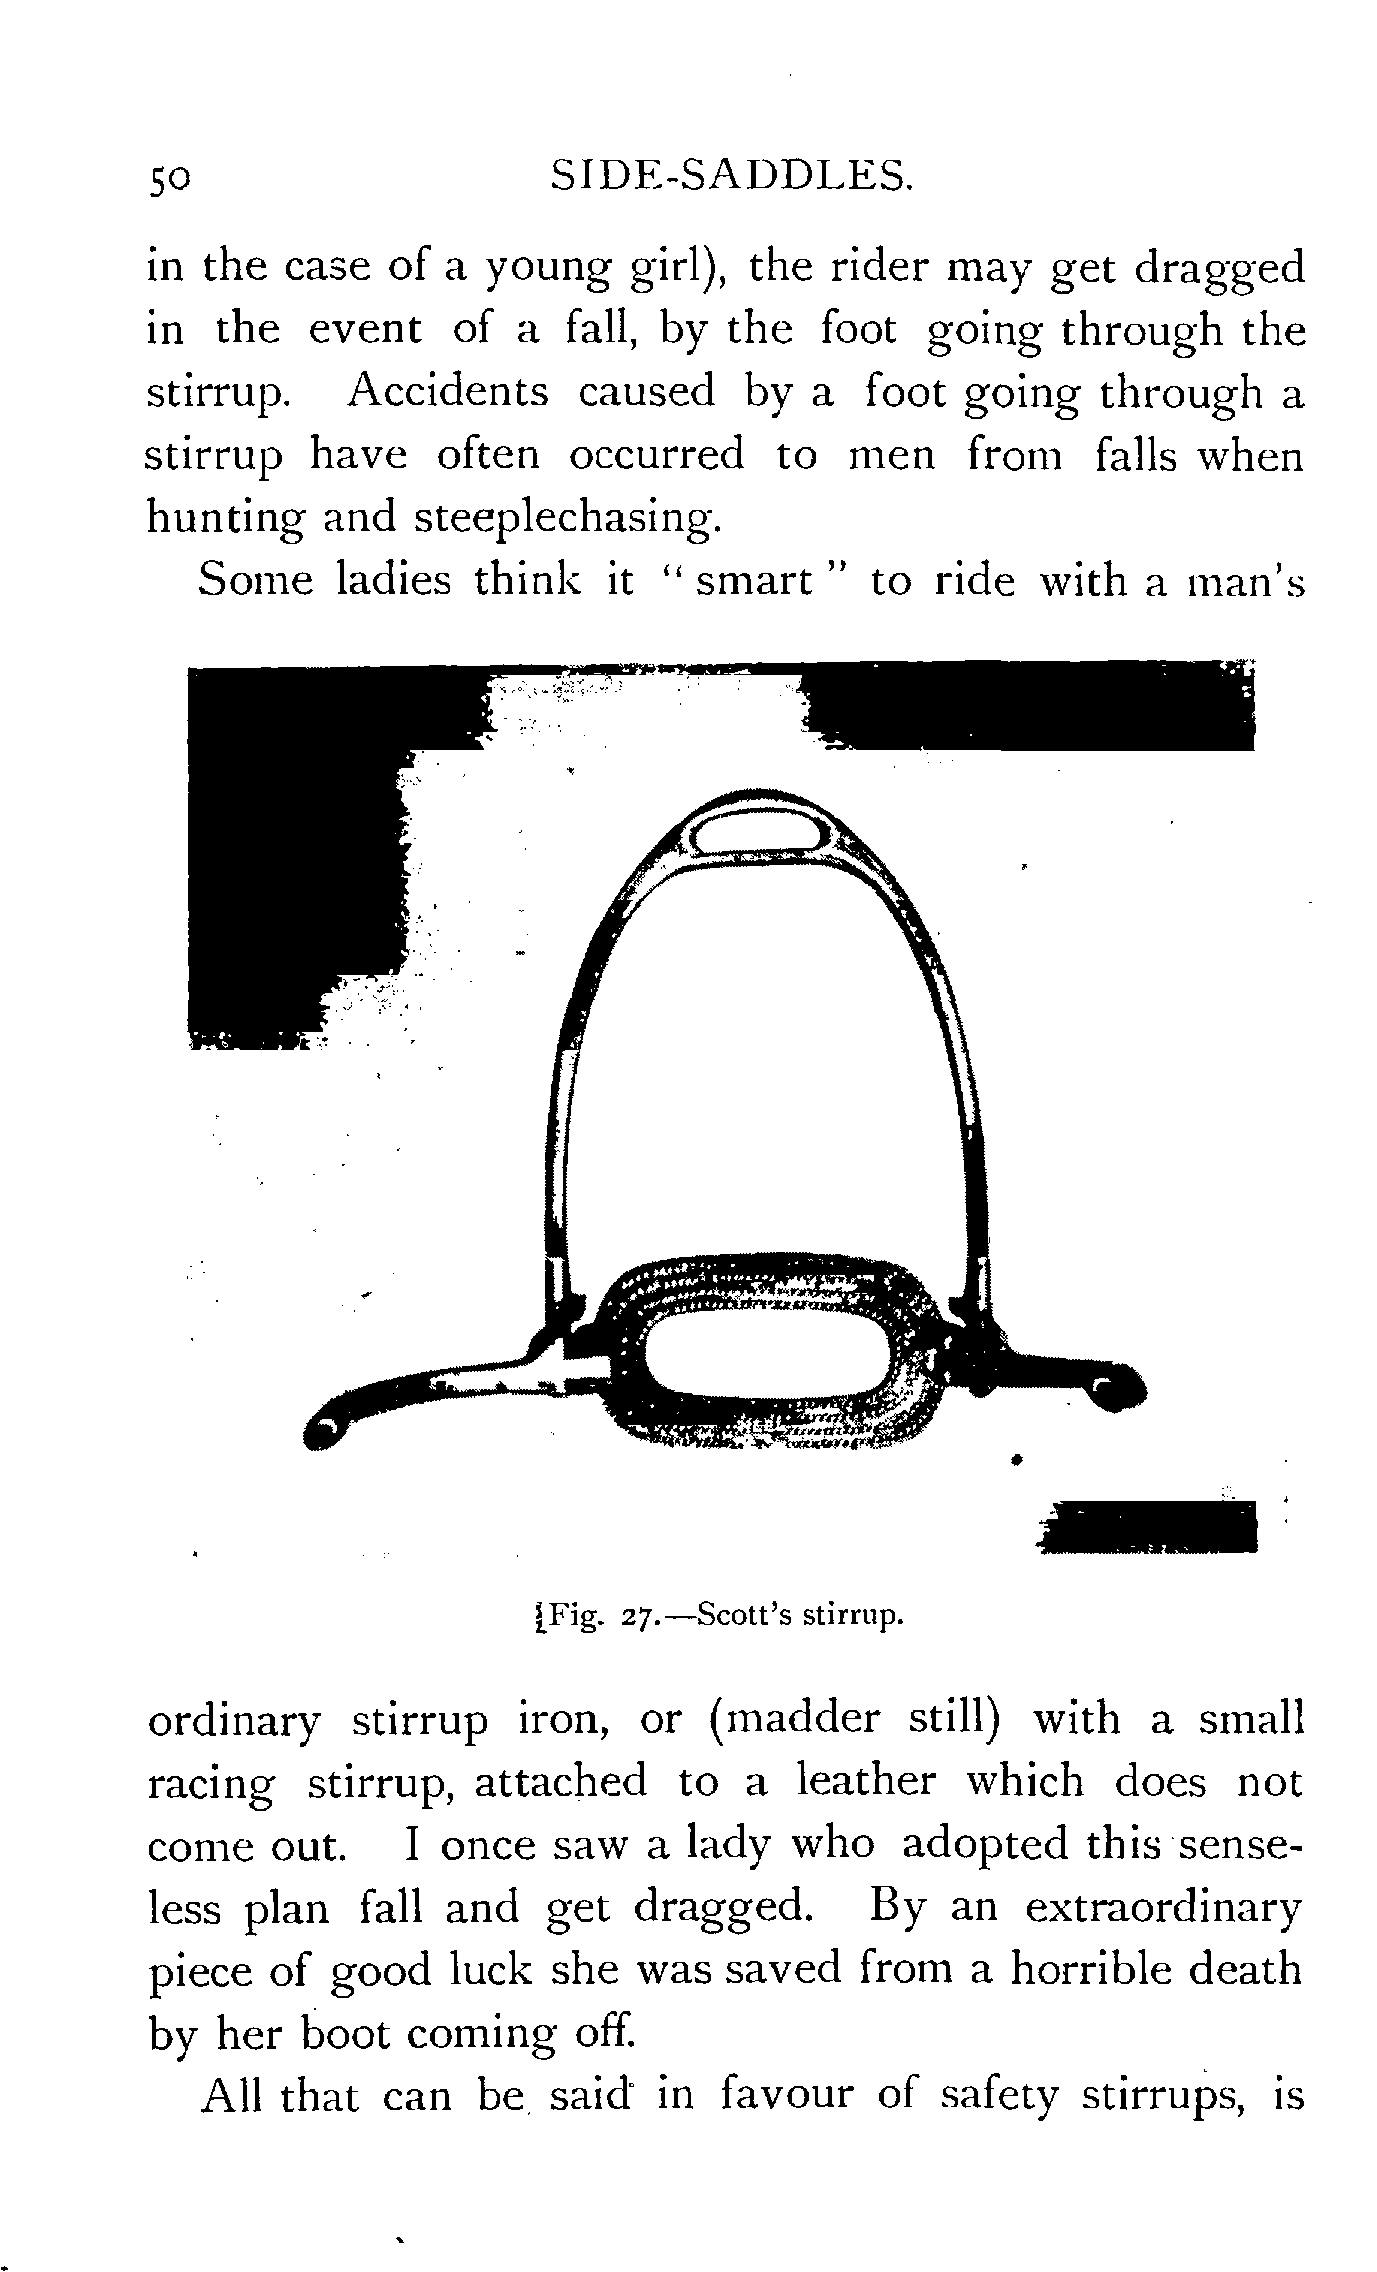 50 SIDE-SADDLES.
in the case of a young girl), the rider may get dragged
in the event of a fall, by the foot going through the
stirrup. Accidents caused by a foot going through a
stirrup have often occurred to men from falls when
hunting and steeplechasing.
Some ladies think it “ smart ” to ride with a man's
Fig. 27.—Scott's stirrup.
ordinary stirrup iron, or (madder still) with a small
racing stirrup, attached to a leather which does not
come out. I once saw a lady who adopted this sense-
less plan fall and get dragged. By an extraordinary
piece of good luck she was saved from a horrible death
by her boot coming off.
All that can be said in favour of safety stirrups, is